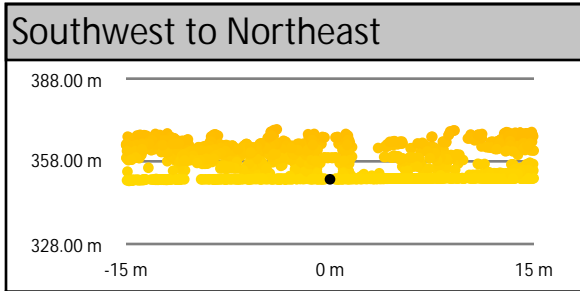 Southwest to Northeast
388.00 m
358.00 m
328.00 m
-15 m 0 m 15 m